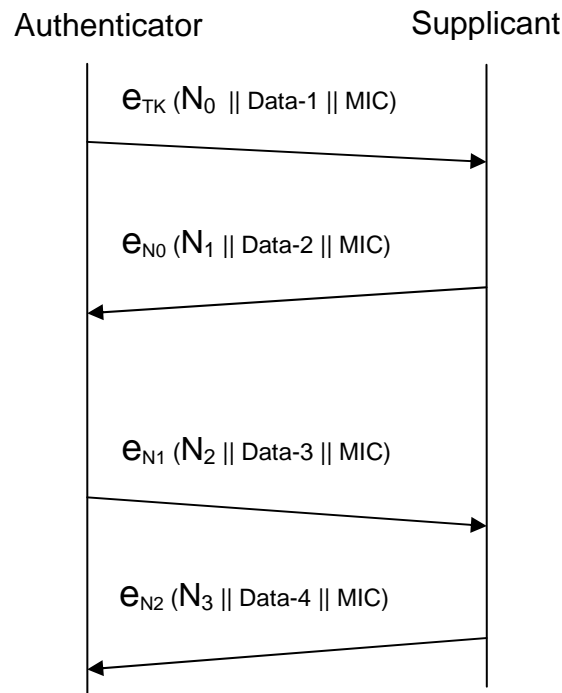 Authenticator Supplicant
eTK (N0 || Data-1 || MIC)
eN0 (N1 || Data-2 || MIC)
eN1 (N2 || Data-3 || MIC)
eN2 (N3 || Data-4 || MIC)